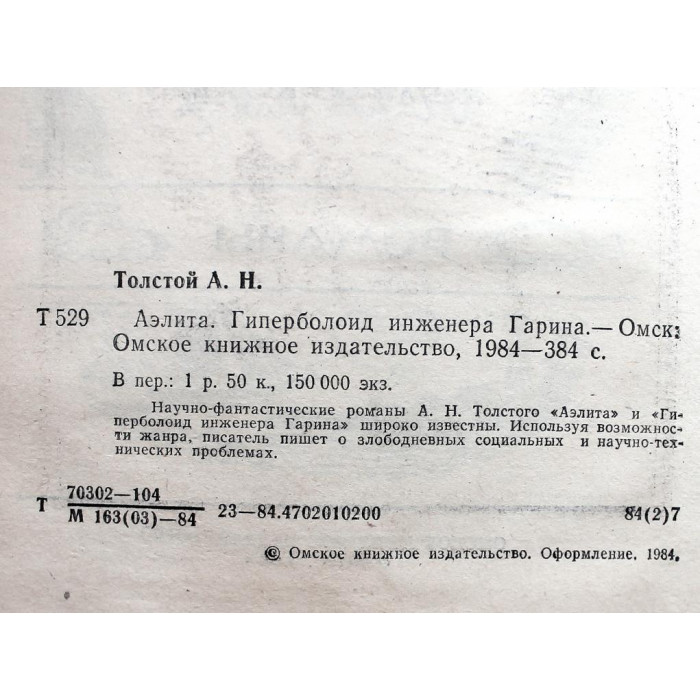 Толстой А. Н.
Т 529 Аэлита. Гиперболоид инженера Гарина.— Омск:
Омское книжное издательство, 1984—384 с.
В пер.: 1 р. 50 к., 150 000 экз.
Научно-фантастические романы А. Н. Толстого «Аэлита» и «Ги-
перболоид инженера Гарина» широко известны. Используя возможнос-
ти жанра, писатель пишет о злободневных социальных и научно-тех-
нических проблемах.
70302—104
Т М 163(03)—84 23—84.4702010200 84(2)7
© Омское книжное издательство. Оформление. 1984.